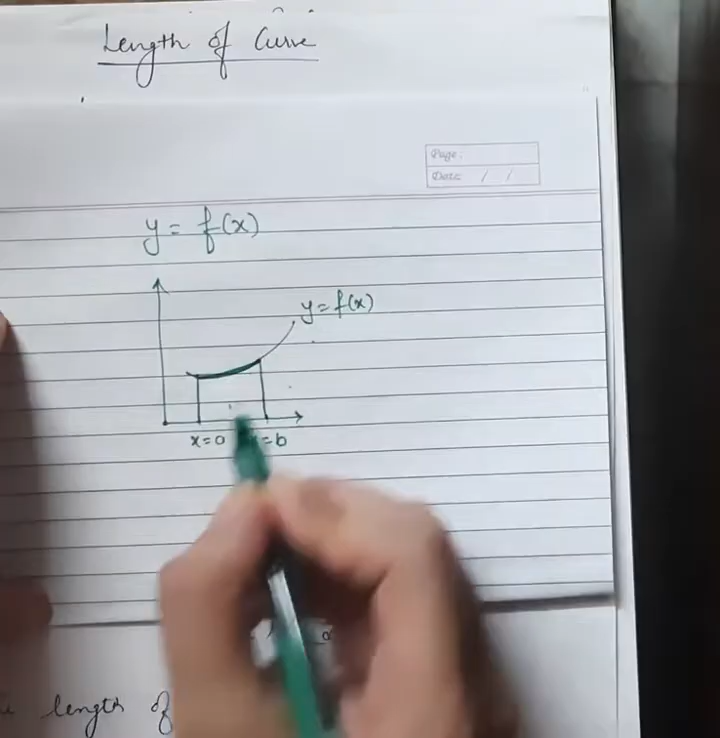 Length of Curve
Page:
Date: / /
y = f(x)
y=f(x)
x=a x=b
length of